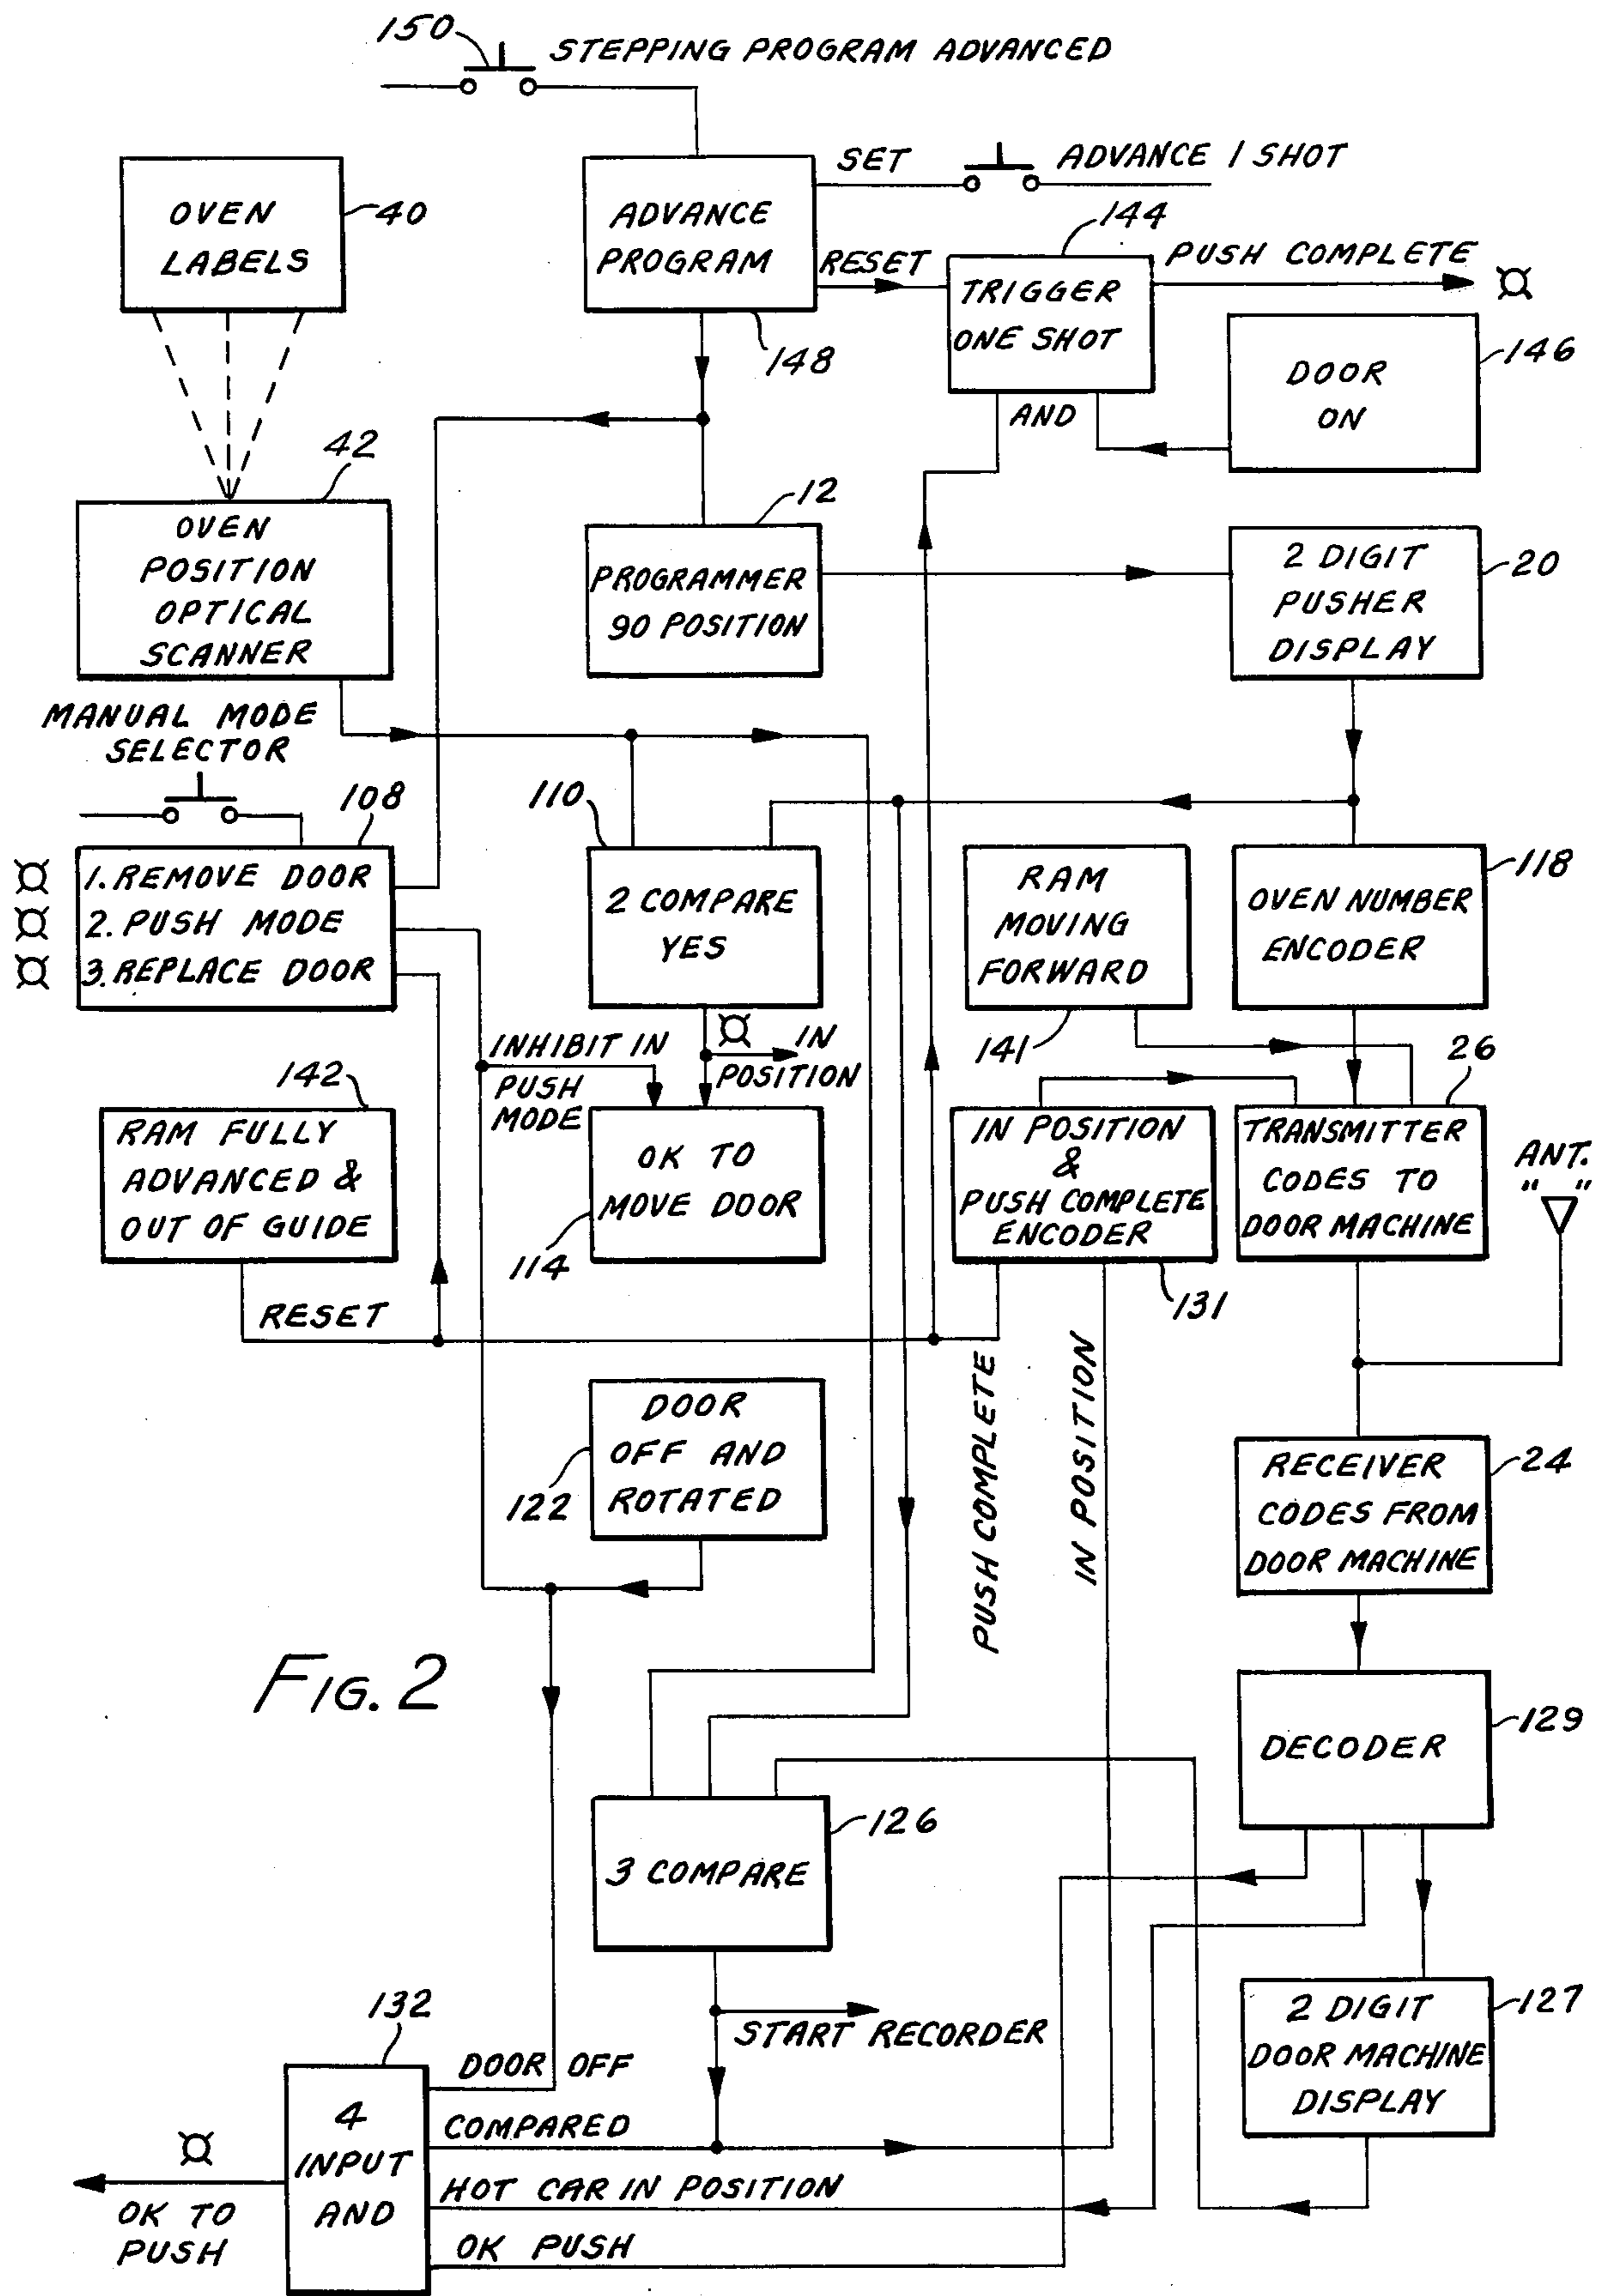 150
STEPPING PROGRAM ADVANCED
OVEN
LABELS
40
ADVANCE
PROGRAM
148
SET
ADVANCE 1 SHOT
RESET
144
TRIGGER
ONE SHOT
PUSH COMPLETE
AND
DOOR
ON
146
42
OVEN
POSITION
OPTICAL
SCANNER
12
PROGRAMMER
90 POSITION
2 DIGIT
PUSHER
DISPLAY
20
MANUAL MODE
SELECTOR
108
1. REMOVE DOOR
2. PUSH MODE
3. REPLACE DOOR
110
2 COMPARE
YES
RAM
MOVING
FORWARD
141
OVEN NUMBER
ENCODER
118
INHIBIT IN
PUSH
MODE
IN
POSITION
142
RAM FULLY
ADVANCED &
OUT OF GUIDE
OK TO
MOVE DOOR
114
IN POSITION
&
PUSH COMPLETE
ENCODER
131
26
TRANSMITTER
CODES TO
DOOR MACHINE
ANT.
" "
RESET
PUSH COMPLETE
IN POSITION
DOOR
OFF AND
ROTATED
122
RECEIVER
CODES FROM
DOOR MACHINE
24
FIG. 2
DECODER
129
3 COMPARE
126
START RECORDER
2 DIGIT
DOOR MACHINE
DISPLAY
127
132
4
INPUT
AND
DOOR OFF
COMPARED
HOT CAR IN POSITION
OK PUSH
OK TO
PUSH